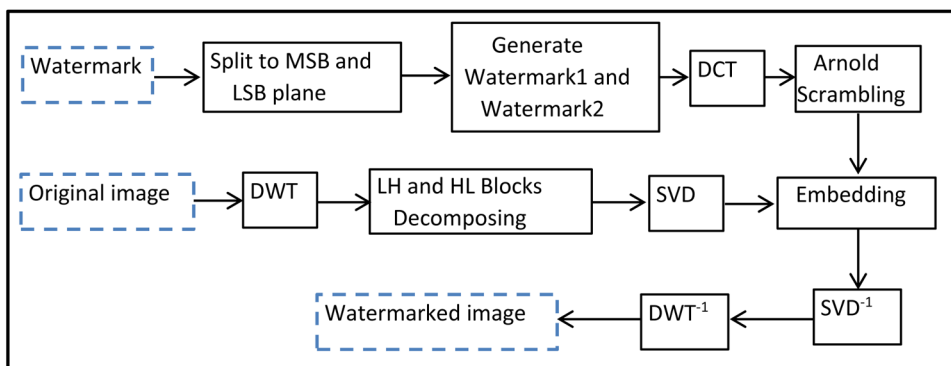 Watermark
Split to MSB and
LSB plane
Generate
Watermark1 and
Watermark2
DCT
Arnold
Scrambling
Original image
DWT
LH and HL Blocks
Decomposing
SVD
Embedding
Watermarked image
DWT⁻¹
SVD⁻¹